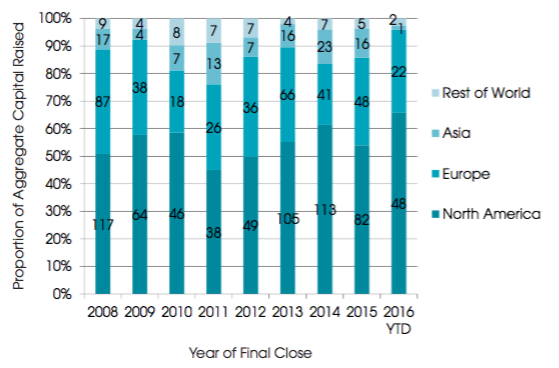 Proportion of Aggregate Capital Raised
100%
90%
80%
70%
60%
50%
40%
30%
20%
10%
0%
9 4 8 7 7 4 7 5 2
17 4 7 13 7 16 23 16 1
87 38 18 26 36 66 41 48 22
117 64 46 38 49 105 113 82 48
Rest of World
Asia
Europe
North America
2008 2009 2010 2011 2012 2013 2014 2015 2016
YTD
Year of Final Close